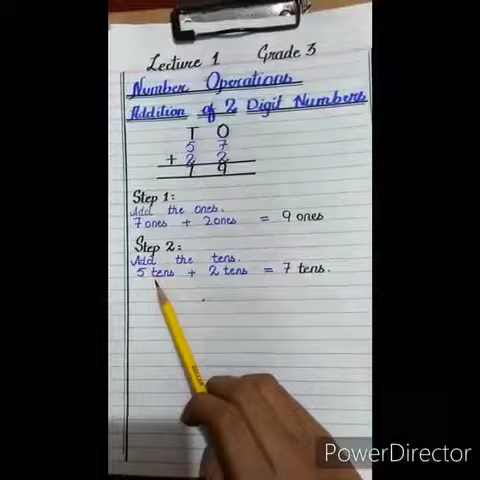 Lecture 1 Grade 3
Number Operations
Addition of 2 Digit Numbers
T O
5 7
+ 2 2
7 9
Step 1:
Add the ones.
7 ones + 2 ones = 9 ones
Step 2:
Add the tens.
5 tens + 2 tens = 7 tens.
PowerDirector